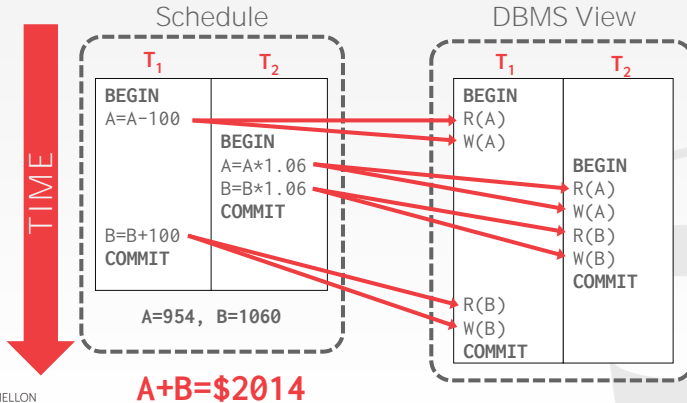 Schedule
T1
T2
BEGIN
A=A-100
BEGIN
A=A*1.06
B=B*1.06
COMMIT
B=B+100
COMMIT
A=954, B=1060
A+B=$2014
TIME
DBMS View
T1
T2
BEGIN
R(A)
W(A)
BEGIN
R(A)
W(A)
R(B)
W(B)
COMMIT
R(B)
W(B)
COMMIT
MELLON